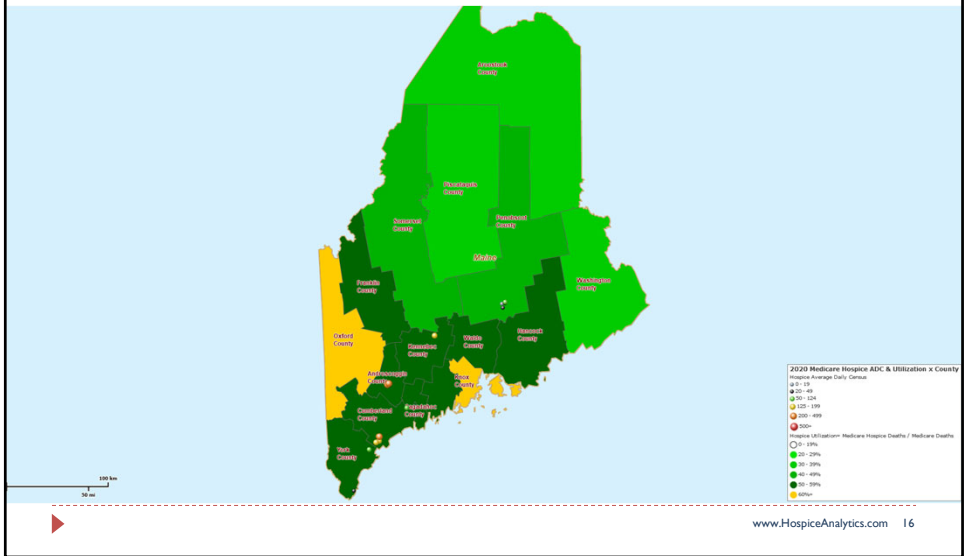 Aroostook
County
Piscataquis
County
Somerset
County
Penobscot
County
Maine
Washington
County
Franklin
County
Oxford
County
Kennebec
County
Waldo
County
Hancock
County
Androscoggin
County
Knox
County
Cumberland
County
Sagadahoc
County
York
County
100 km
50 mi
2020 Medicare Hospice ADC & Utilization x County
Hospice Average Daily Census
0 - 19
20 - 49
50 - 124
125 - 199
200 - 499
500+
Hospice Utilization= Medicare Hospice Deaths / Medicare Deaths
0 - 19%
20 - 29%
30 - 39%
40 - 49%
50 - 59%
60%+
www.HospiceAnalytics.com 16